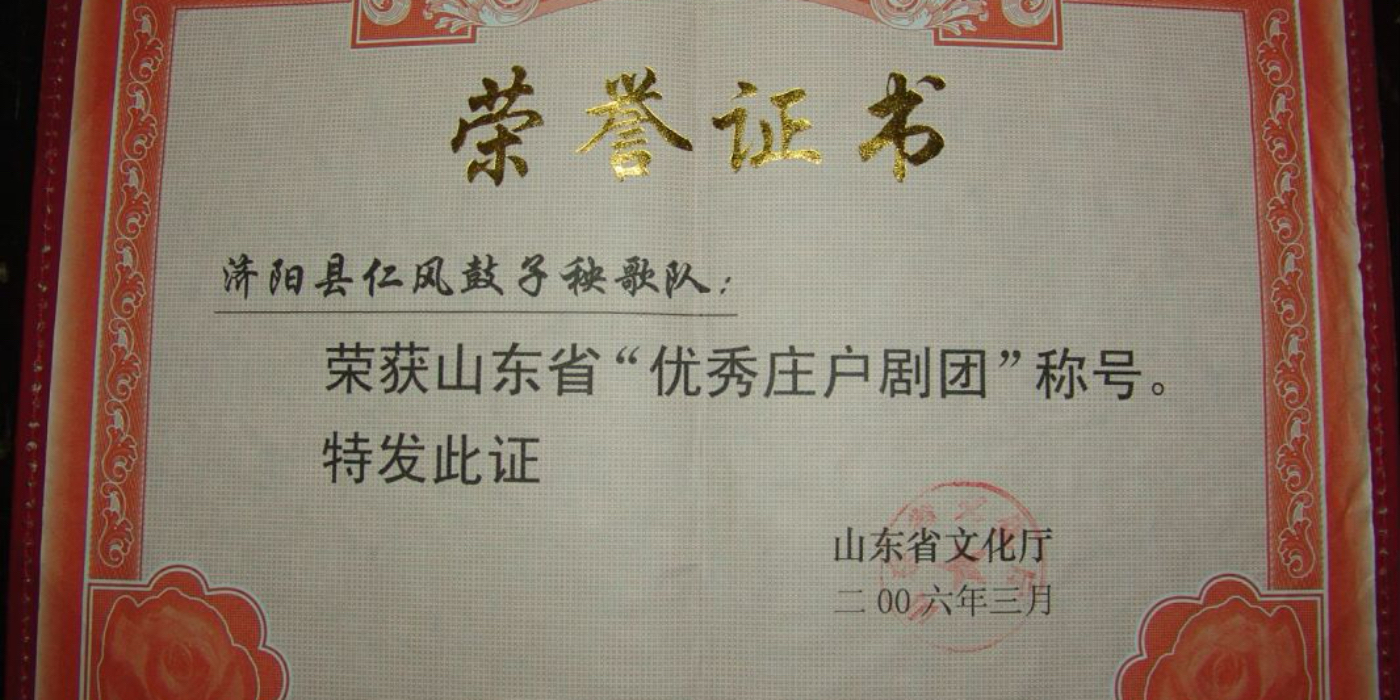 荣誉证书
济阳县仁风鼓子秧歌队：
荣获山东省“优秀庄户剧团”称号。
特发此证
山东省文化厅
二00六年三月